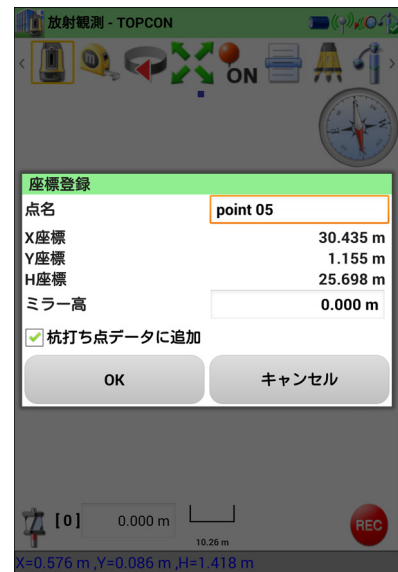 放射観測 - TOPCON
ON
座標登録
点名 point 05
X座標 30.435 m
Y座標 1.155 m
H座標 25.698 m
ミラー高 0.000 m
杭打ち点データに追加
OK キャンセル
[0] 0.000 m
10.26 m
REC
X=0.576 m ,Y=0.086 m ,H=1.418 m